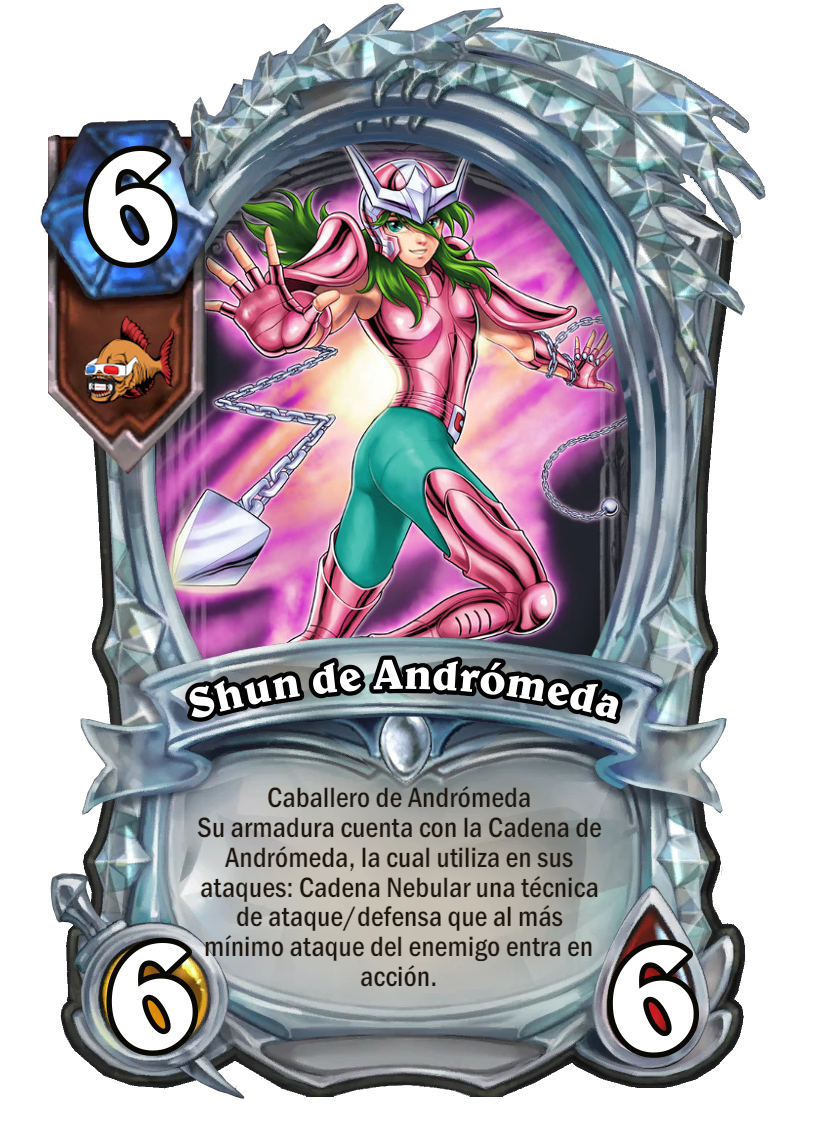 6
Shun de Andrómeda
Caballero de Andrómeda
Su armadura cuenta con la Cadena de
Andrómeda, la cual utiliza en sus
ataques: Cadena Nebular una técnica
de ataque/defensa que al más
mínimo ataque del enemigo entra en
acción.
6
6